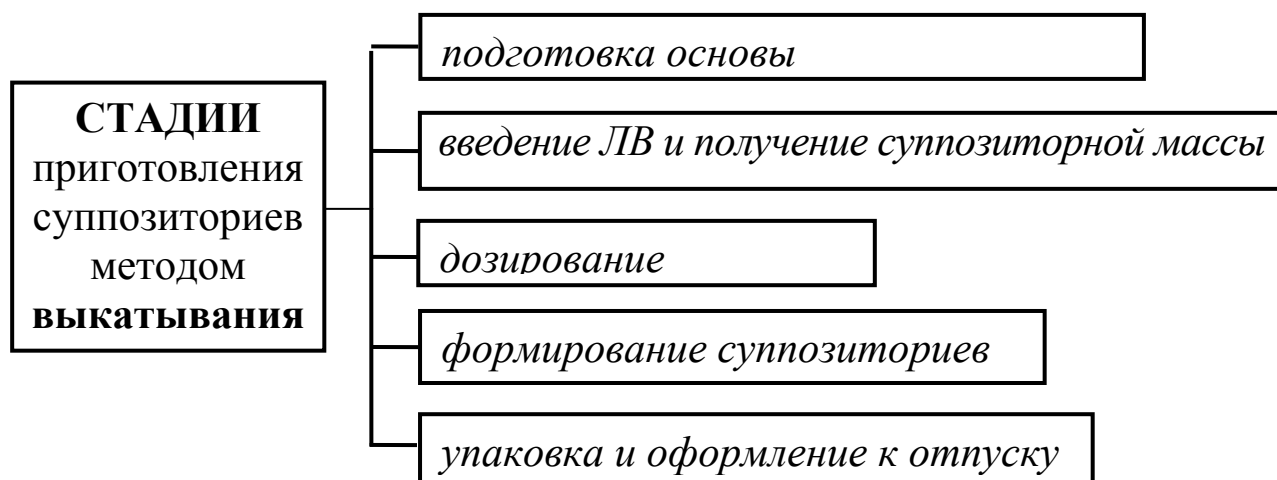 СТАДИИ
приготовления
суппозиториев
методом
выкатывания
подготовка основы
введение ЛВ и получение суппозиторной массы
дозирование
формирование суппозиториев
упаковка и оформление к отпуску